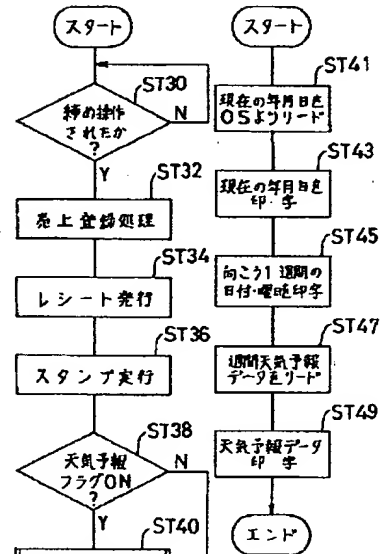 スタート
ST30
締め操作
されたか
?
N
Y
ST32
売上登録処理
ST34
レシート発行
ST36
スタンプ実行
ST38
天気予報
フラグON
?
N
Y
ST40
スタート
ST41
現在の年月日を
OSよりリード
ST43
現在の年月日を
印字
ST45
向こう1週間の
日付・曜日を印字
ST47
週間天気予報
データをリード
ST49
天気予報データ
印字
エンド